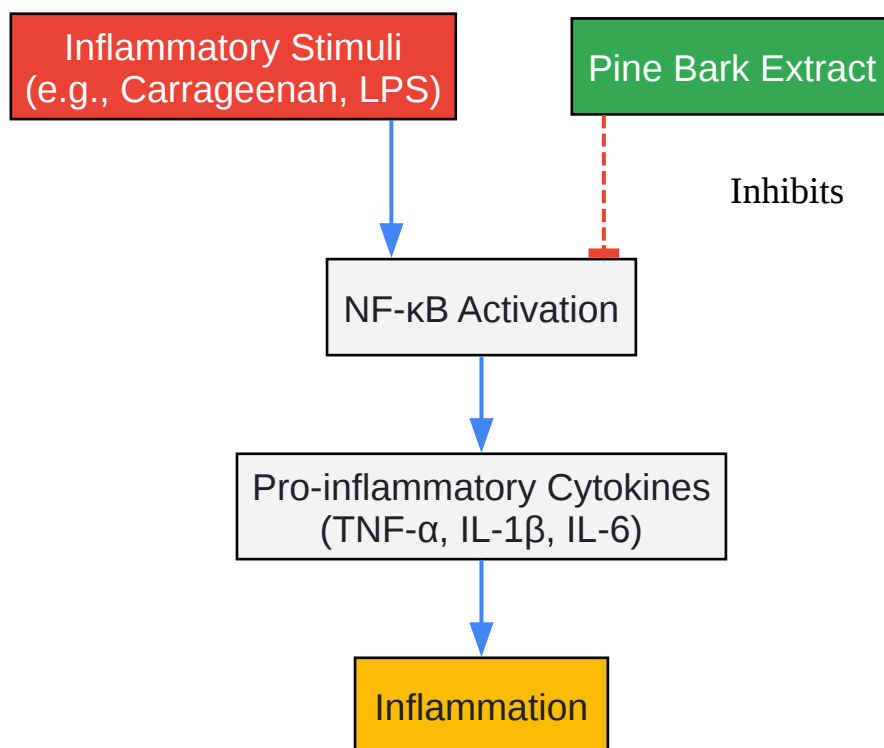 Inflammatory Stimuli
(e.g., Carrageenan, LPS)
Pine Bark Extract
Inhibits
NF-κB Activation
Pro-inflammatory Cytokines
(TNF-α, IL-1β, IL-6)
Inflammation